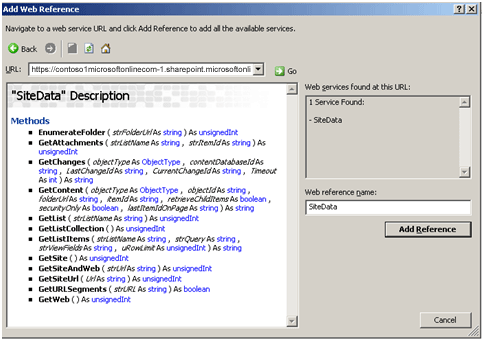 Add Web Reference
Navigate to a web service URL and click Add Reference to add all the available services.
Back
URL: https://contoso1microsoftonlinecom-1.sharepoint.microsoftonli Go
"SiteData" Description
Methods
EnumerateFolder ( strFolderUrl As string ) As unsignedInt
GetAttachments ( strListName As string , strItemId As string ) As
unsignedInt
GetChanges ( objectType As ObjectType , contentDatabaseId As
string , LastChangeId As string , CurrentChangeId As string , Timeout
As int ) As string
GetContent ( objectType As ObjectType , objectId As string ,
folderUrl As string , itemId As string , retrieveChildItems As boolean ,
securityOnly As boolean , lastItemIdOnPage As string ) As string
GetList ( strListName As string ) As unsignedInt
GetListCollection ( ) As unsignedInt
GetListItems ( strListName As string , strQuery As string ,
strViewFields As string , uRowLimit As unsignedInt ) As string
GetSite ( ) As unsignedInt
GetSiteAndWeb ( strUrl As string ) As unsignedInt
GetSiteUrl ( Url As string ) As unsignedInt
GetURLSegments ( strURL As string ) As boolean
GetWeb ( ) As unsignedInt
Web services found at this URL:
1 Service Found:
- SiteData
Web reference name:
SiteData
Add Reference
Cancel